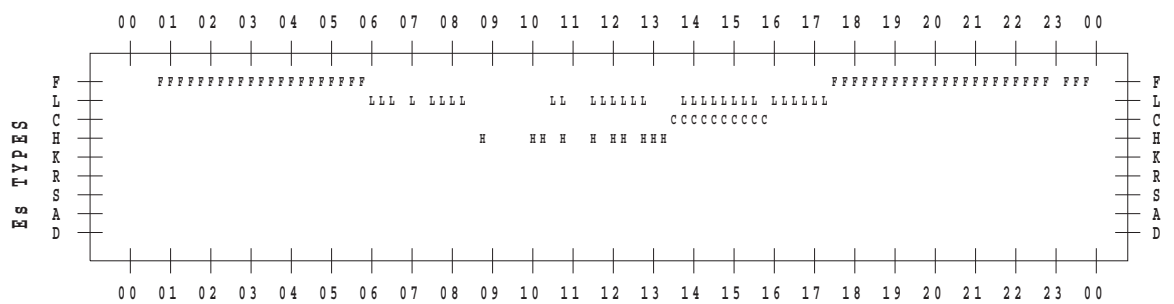 00 01 02 03 04 05 06 07 08 09 10 11 12 13 14 15 16 17 18 19 20 21 22 23 00
Es TYPES
F FFFFFFFFFFFFFFFFFFFFF FFFFFFFFFFFFFFFFFFFFFF FFF F
L LLL L LLLL LL LLLLLL LLLLLLLL LLLLLL L
C CCCCCCCCCC C
H H HH H H HH HHH H
K K
R R
S S
A A
D D
00 01 02 03 04 05 06 07 08 09 10 11 12 13 14 15 16 17 18 19 20 21 22 23 00